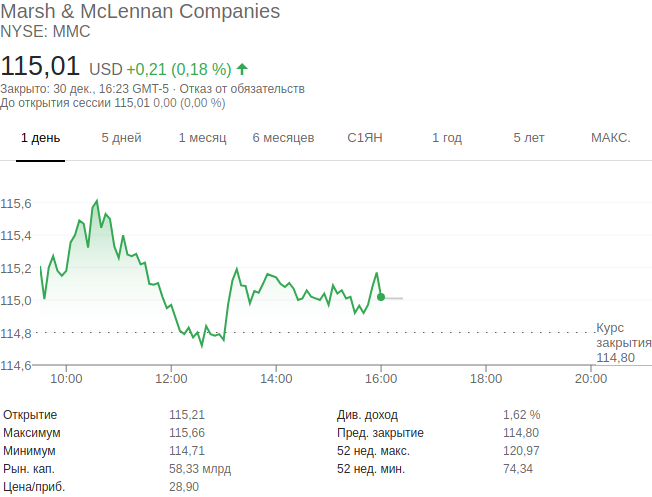 Marsh & McLennan Companies
NYSE: MMC
115,01 USD +0,21 (0,18 %)
Закрыто: 30 дек., 16:23 GMT-5 · Отказ от обязательств
До открытия сессии 115,01 0,00 (0,00 %)
1 день 5 дней 1 месяц 6 месяцев С1ЯН 1 год 5 лет МАКС.
115,6
115,4
115,2
115,0
114,8
Курс
закрытия
114,80
114,6
10:00 12:00 14:00 16:00 18:00 20:00
Открытие 115,21 Див. доход 1,62 %
Максимум 115,66 Пред. закрытие 114,80
Минимум 114,71 52 нед. макс. 120,97
Рын. кап. 58,33 млрд 52 нед. мин. 74,34
Цена/приб. 28,90